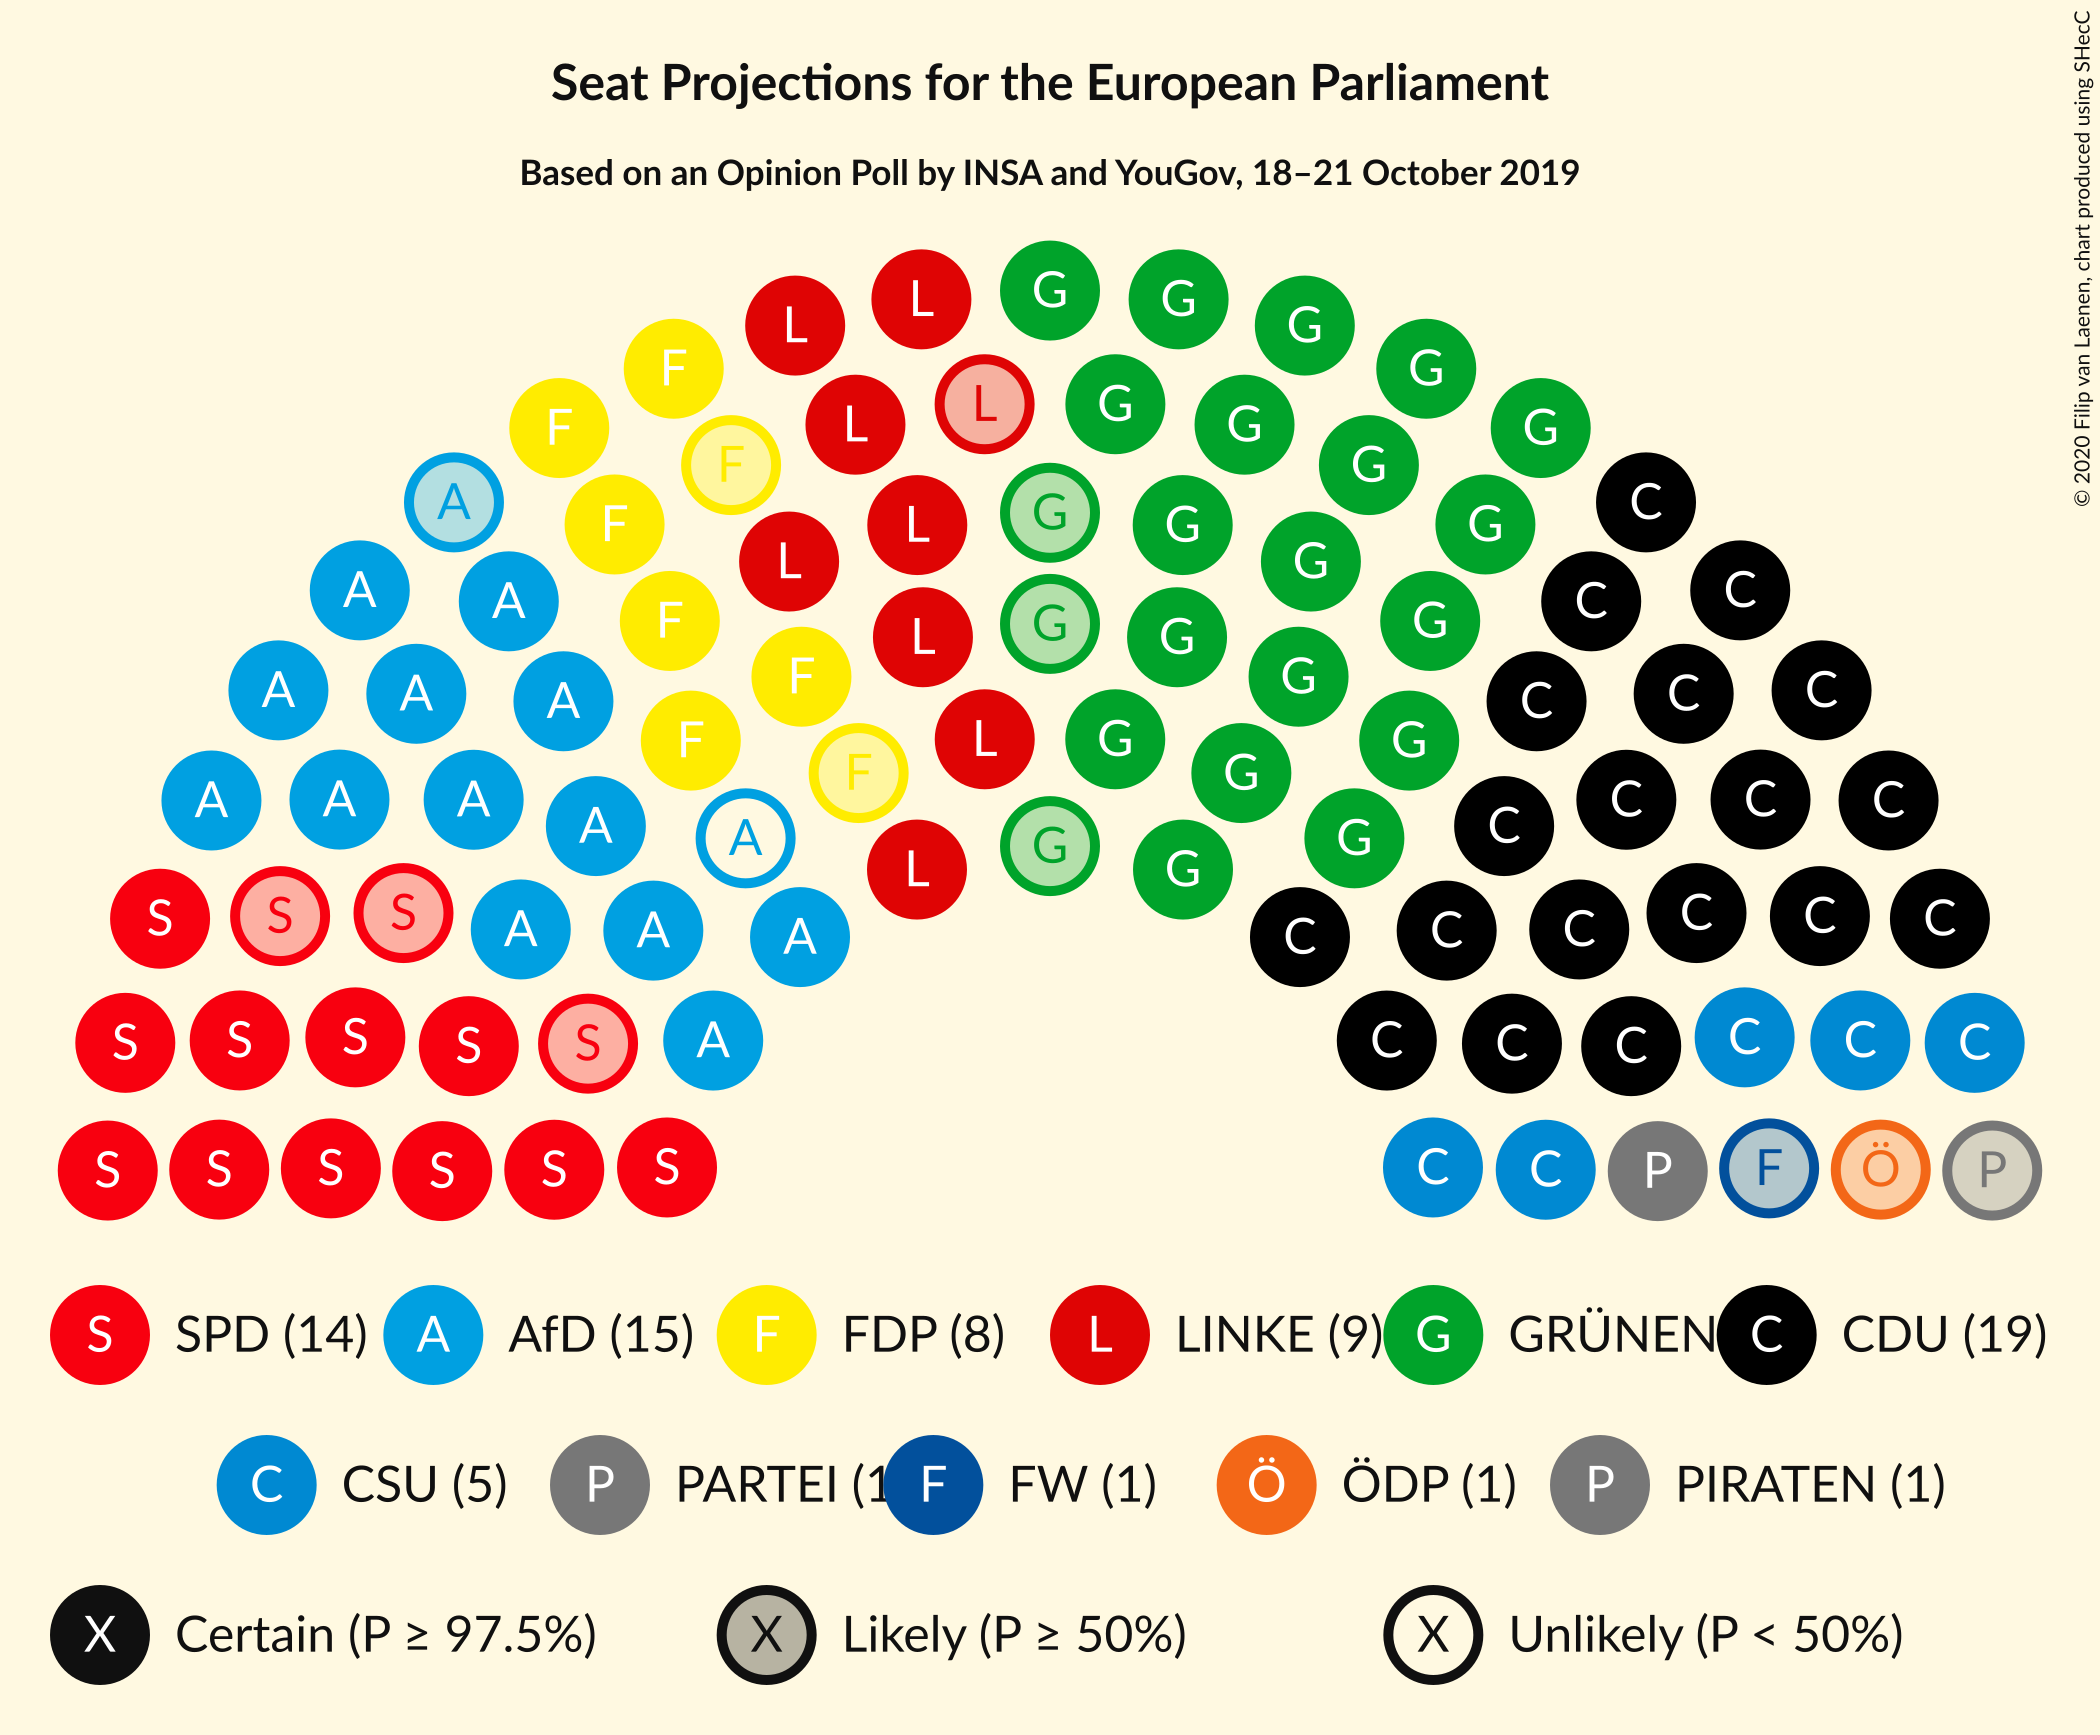 Seat Projections for the European Parliament
Based on an Opinion Poll by INSA and YouGov, 18–21 October 2019
© 2020 Filip van Laenen, chart produced using SHecC
L L G G G
F L L G G G G
F F L G G G G
A F L G G G C
A A F L G G G C C
A A A F F L G G G G C C C
A A A A F A F L G G G G C C C C
S S S A A A L G G C C C C C C
S S S S S A C C C C C C
S S S S S S C C P F Ö P
S SPD (14) A AfD (15) F FDP (8) L LINKE (9) G GRÜNEN C CDU (19)
C CSU (5) P PARTEI (1 F FW (1) Ö ÖDP (1) P PIRATEN (1)
X Certain (P ≥ 97.5%) X Likely (P ≥ 50%) X Unlikely (P < 50%)